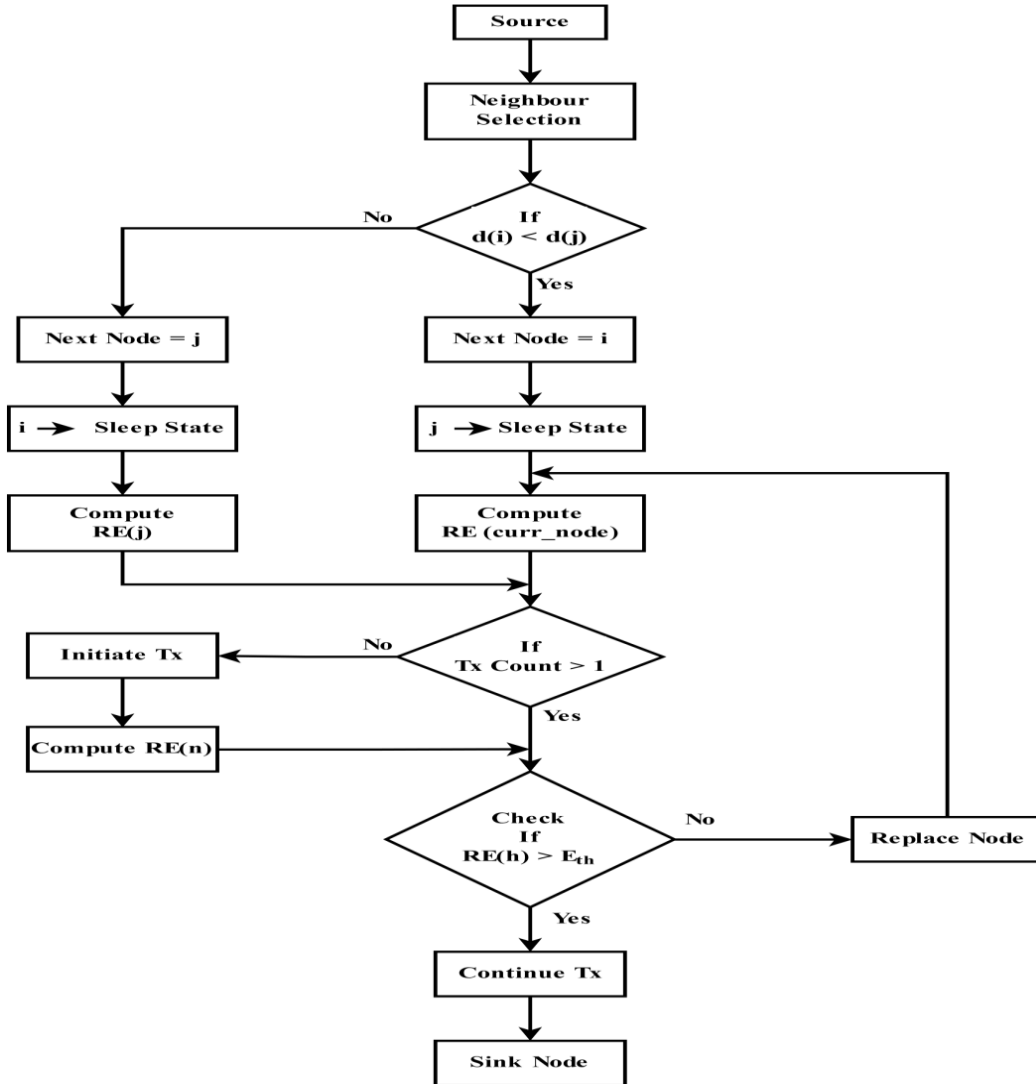 Source
Neighbour
Selection
No
If
d(i) < d(j)
Yes
Next Node = j
Next Node = i
i → Sleep State
j → Sleep State
Compute
RE(j)
Compute
RE (curr_node)
No
If
Tx Count > 1
Initiate Tx
Yes
Compute RE(n)
Check
If
RE(h) > Eth
No
Replace Node
Yes
Continue Tx
Sink Node